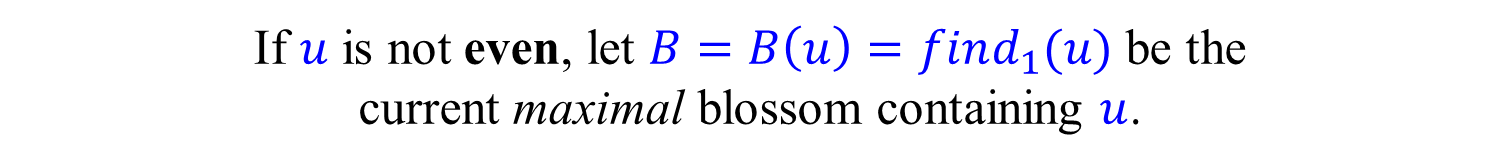 If u is not even, let B = B(u) = find₁(u) be the
current maximal blossom containing u.